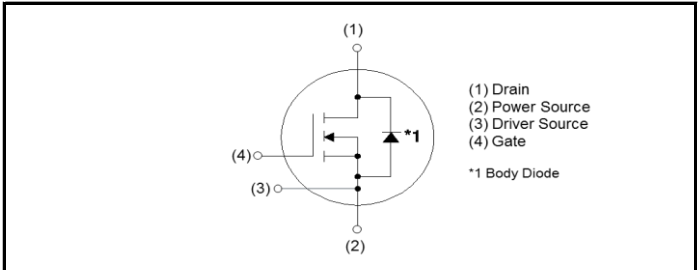 (1)
(4)
*1
(3)
(2)
(1) Drain
(2) Power Source
(3) Driver Source
(4) Gate
*1 Body Diode